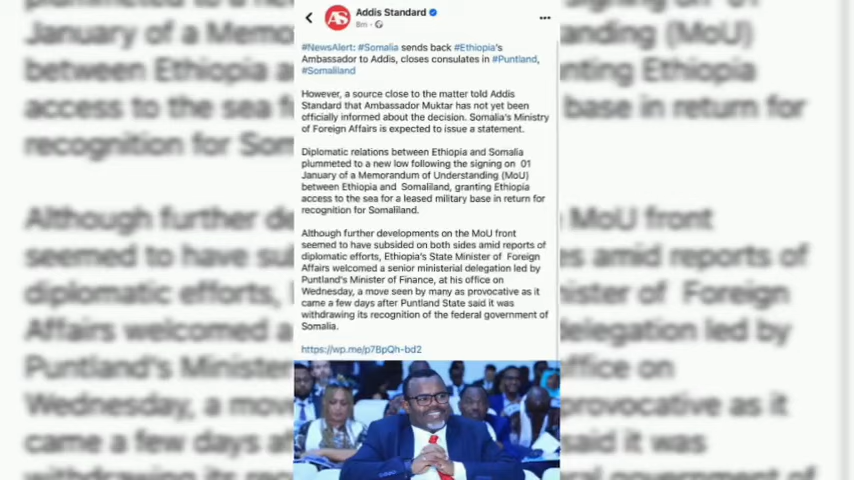 Addis Standard
8m
#NewsAlert: #Somalia sends back #Ethiopia's
Ambassador to Addis, closes consulates in #Puntland,
#Somaliland
However, a source close to the matter told Addis
Standard that Ambassador Muktar has not yet been
officially informed about the decision. Somalia's Ministry
of Foreign Affairs is expected to issue a statement.
Diplomatic relations between Ethiopia and Somalia
plummeted to a new low following the signing on 01
January of a Memorandum of Understanding (MoU)
between Ethiopia and Somaliland, granting Ethiopia
access to the sea for a leased military base in return for
recognition for Somaliland.
Although further developments on the MoU front
seemed to have subsided on both sides amid reports of
diplomatic efforts, Ethiopia's State Minister of Foreign
Affairs welcomed a senior ministerial delegation led by
Puntland's Minister of Finance, at his office on
Wednesday, a move seen by many as provocative as it
came a few days after Puntland State said it was
withdrawing its recognition of the federal government of
Somalia.
https://wp.me/p7BpQh-bd2